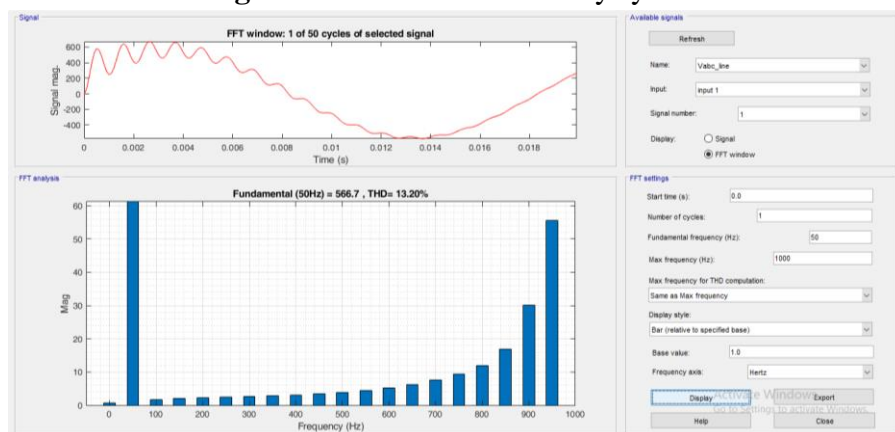 Signal
FFT window: 1 of 50 cycles of selected signal
Signal mag.
600
400
200
0
-200
-400
0
0.002
0.004
0.006
0.008
0.01
0.012
0.014
0.016
0.018
Time (s)
FFT analysis
Fundamental (50Hz) = 566.7 , THD= 13.20%
Mag
60
50
40
30
20
10
0
0
100
200
300
400
500
600
700
800
900
1000
Frequency (Hz)
Available signals
Refresh
Name:
Vabc_line
Input:
input 1
Signal number:
1
Display:
Signal
FFT window
FFT settings
Start time (s):
0.0
Number of cycles:
1
Fundamental frequency (Hz):
50
Max frequency (Hz):
1000
Max frequency for THD computation:
Same as Max frequency
Display style:
Bar (relative to specified base)
Base value:
1.0
Frequency axis:
Hertz
Activate Windows
Go to Settings to activate Windows.
Display
Export
Help
Close